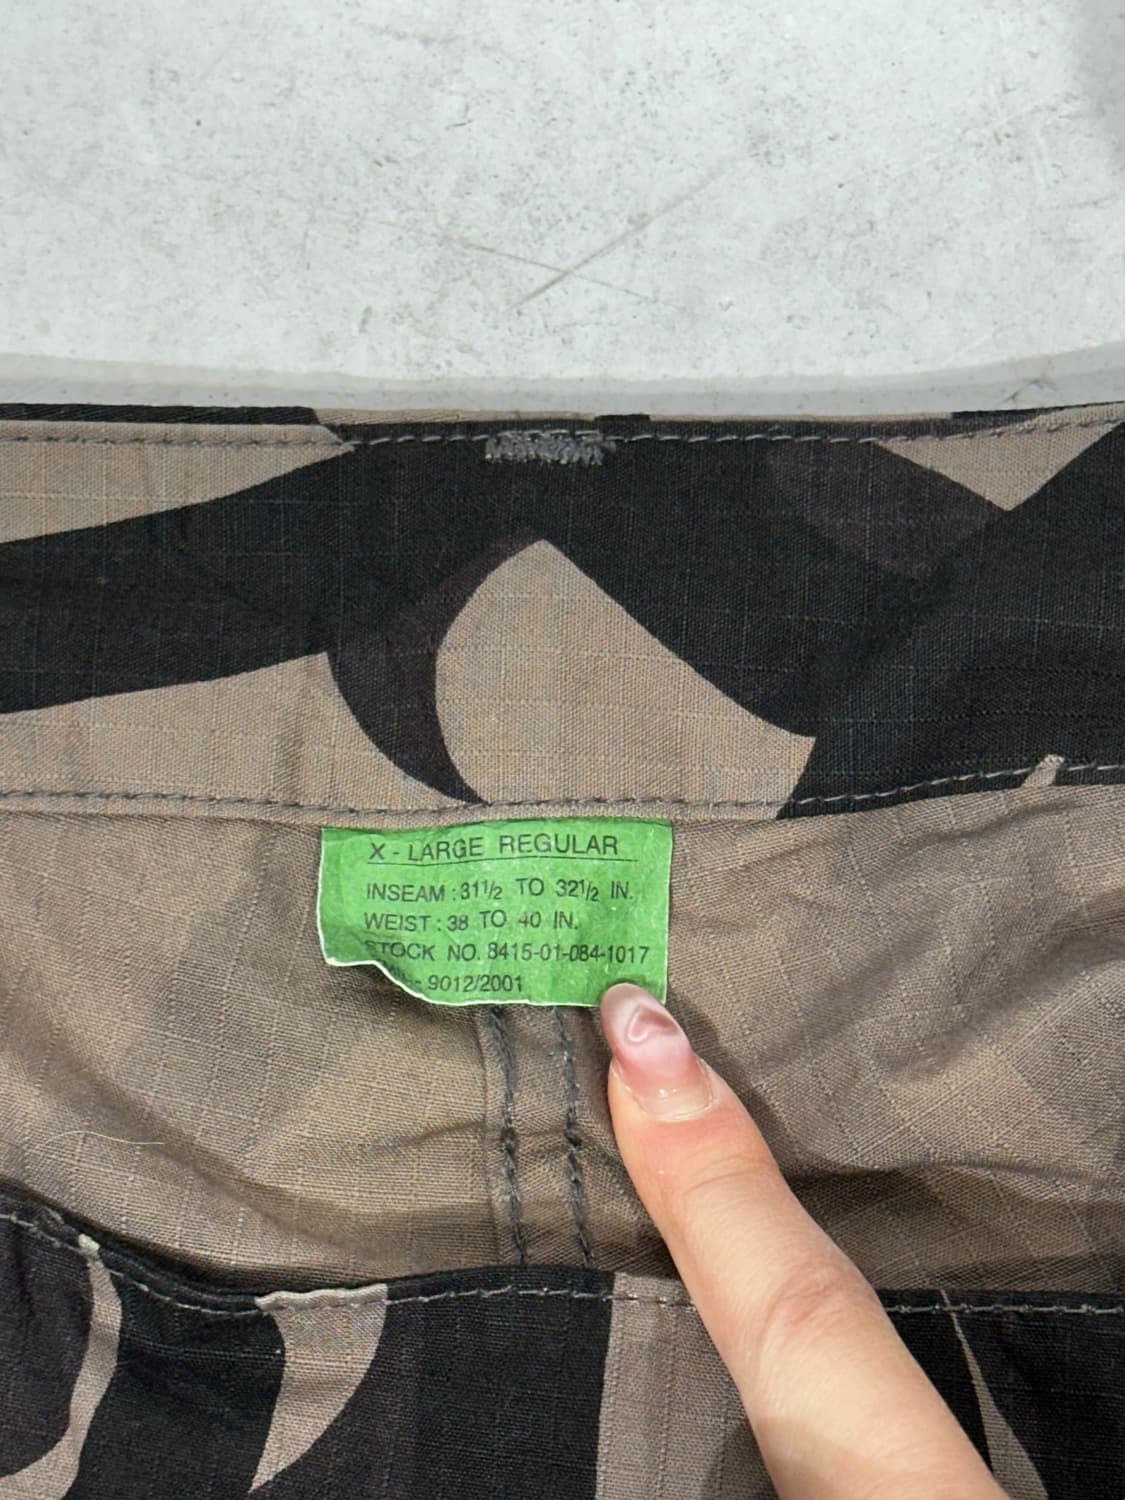 X - LARGE REGULAR
INSEAM : 31½ TO 32½ IN.
WEIST : 38 TO 40 IN.
STOCK NO. 8415-01-084-1017
- 9012/2001